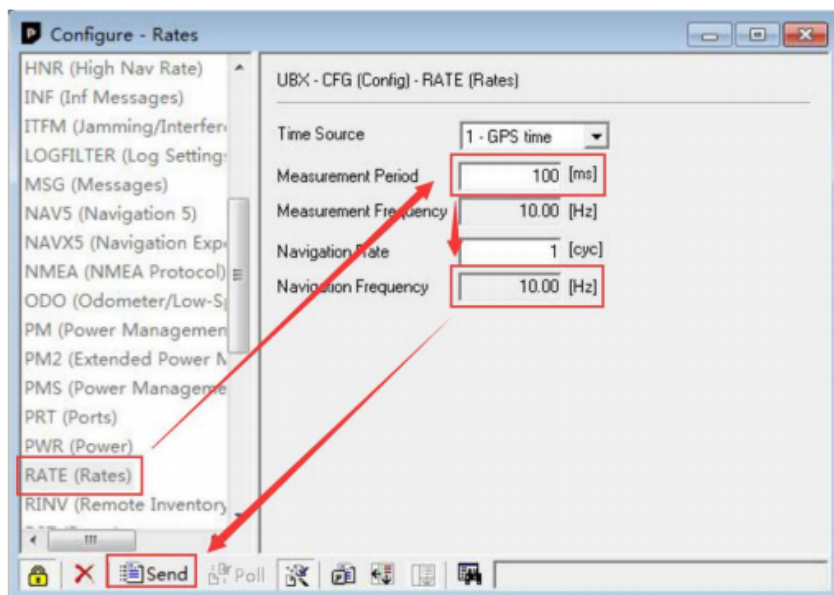 Configure - Rates
HNR (High Nav Rate)
INF (Inf Messages)
ITFM (Jamming/Interfer
LOGFILTER (Log Setting
MSG (Messages)
NAV5 (Navigation 5)
NAVX5 (Navigation Exp
NMEA (NMEA Protocol)
ODO (Odometer/Low-S
PM (Power Managemen
PM2 (Extended Power
PMS (Power Manageme
PRT (Ports)
PWR (Power)
RATE (Rates)
RINV (Remote Inventory
UBX - CFG (Config) - RATE (Rates)
Time Source 1 - GPS time
Measurement Period 100 [ms]
Measurement Frequency 10.00 [Hz]
Navigation Rate 1 [cyc]
Navigation Frequency 10.00 [Hz]
Send Poll